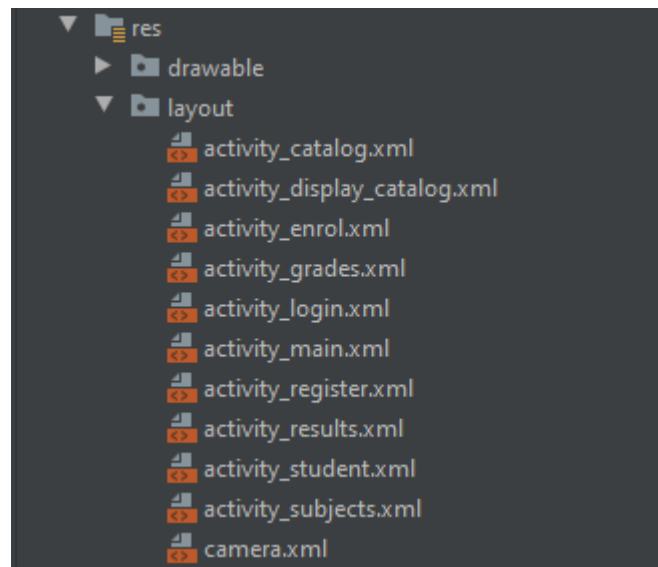 res
drawable
layout
activity_catalog.xml
activity_display_catalog.xml
activity_enrol.xml
activity_grades.xml
activity_login.xml
activity_main.xml
activity_register.xml
activity_results.xml
activity_student.xml
activity_subjects.xml
camera.xml